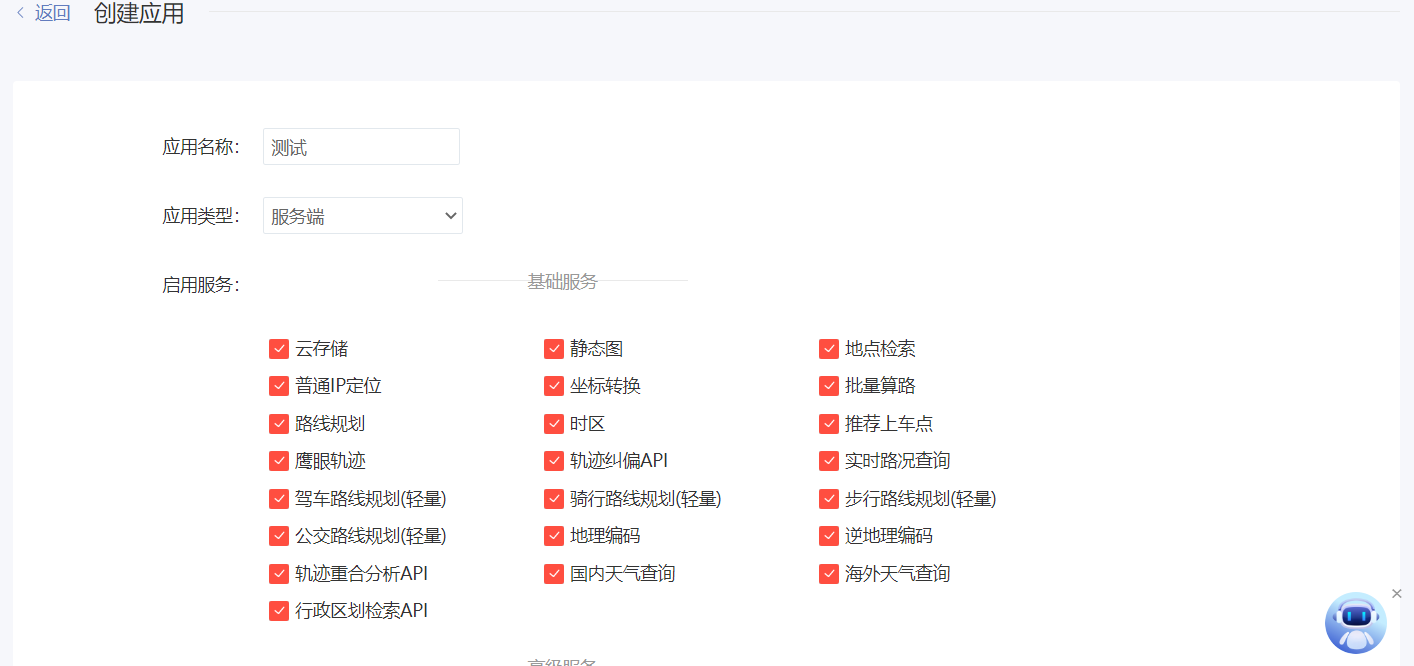 返回 创建应用
应用名称： 测试
应用类型： 服务端
启用服务： 基础服务
云存储 静态图 地点检索
普通IP定位 坐标转换 批量算路
路线规划 时区 推荐上车点
鹰眼轨迹 轨迹纠偏API 实时路况查询
驾车路线规划(轻量) 骑行路线规划(轻量) 步行路线规划(轻量)
公交路线规划(轻量) 地理编码 逆地理编码
轨迹重合分析API 国内天气查询 海外天气查询
行政区划检索API
高级服务